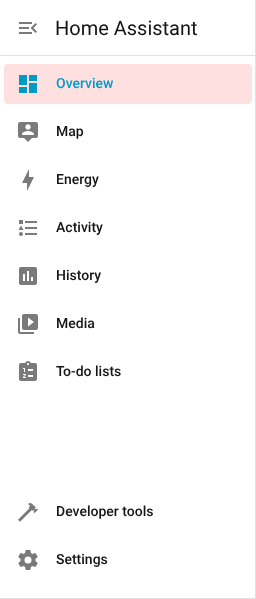 Home Assistant
Overview
Map
Energy
Activity
History
Media
To-do lists
Developer tools
Settings